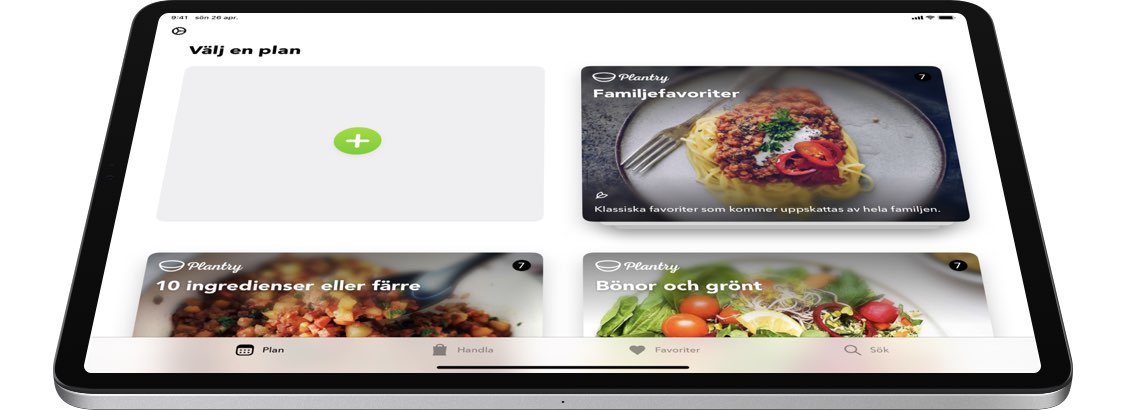 9:41 sön 26 apr.
Välj en plan
Plantry
7
Familjefavoriter
Klassiska favoriter som kommer uppskattas av hela familjen.
Plantry
7
10 ingredienser eller färre
Plantry
7
Bönor och grönt
Plan
Handla
Favoriter
Sök